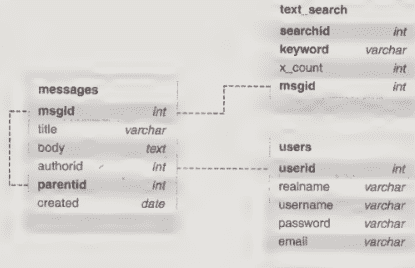 text_search
searchid int
keyword varchar
x_count int
msgid int
messages
msgid int
title varchar
body text
authorid int
parentid int
created date
users
userid int
realname varchar
username varchar
password varchar
email varchar